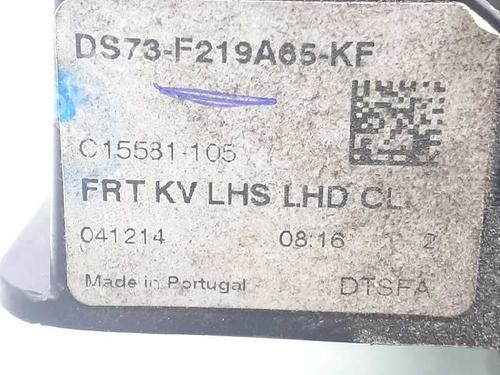 DS73-F219A65-KF
C15581-105
FRT KV LHS LHD CL
041214 08:16 2
Made in Portugal DTSFA